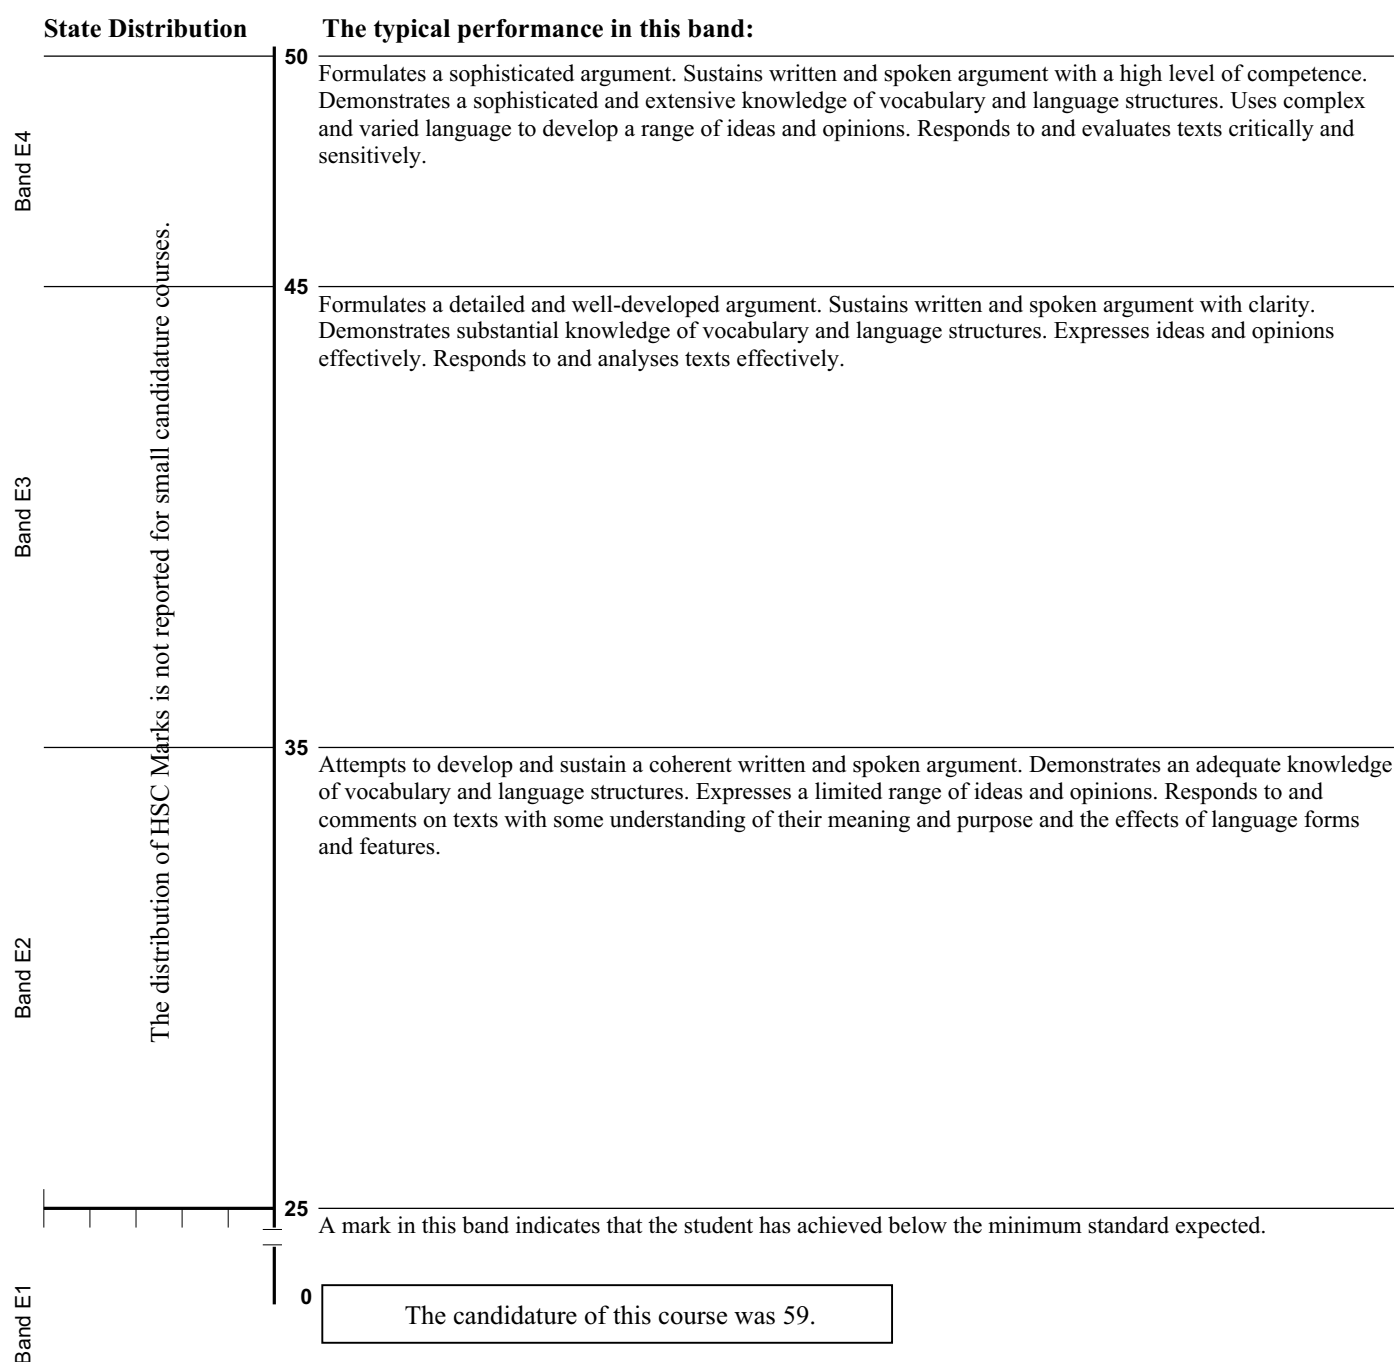 State Distribution
The typical performance in this band:
50
Formulates a sophisticated argument. Sustains written and spoken argument with a high level of competence.
Demonstrates a sophisticated and extensive knowledge of vocabulary and language structures. Uses complex
and varied language to develop a range of ideas and opinions. Responds to and evaluates texts critically and
sensitively.
Band E4
The distribution of HSC Marks is not reported for small candidature courses.
45
Formulates a detailed and well-developed argument. Sustains written and spoken argument with clarity.
Demonstrates substantial knowledge of vocabulary and language structures. Expresses ideas and opinions
effectively. Responds to and analyses texts effectively.
Band E3
35
Attempts to develop and sustain a coherent written and spoken argument. Demonstrates an adequate knowledge
of vocabulary and language structures. Expresses a limited range of ideas and opinions. Responds to and
comments on texts with some understanding of their meaning and purpose and the effects of language forms
and features.
Band E2
25
A mark in this band indicates that the student has achieved below the minimum standard expected.
0
Band E1
The candidature of this course was 59.